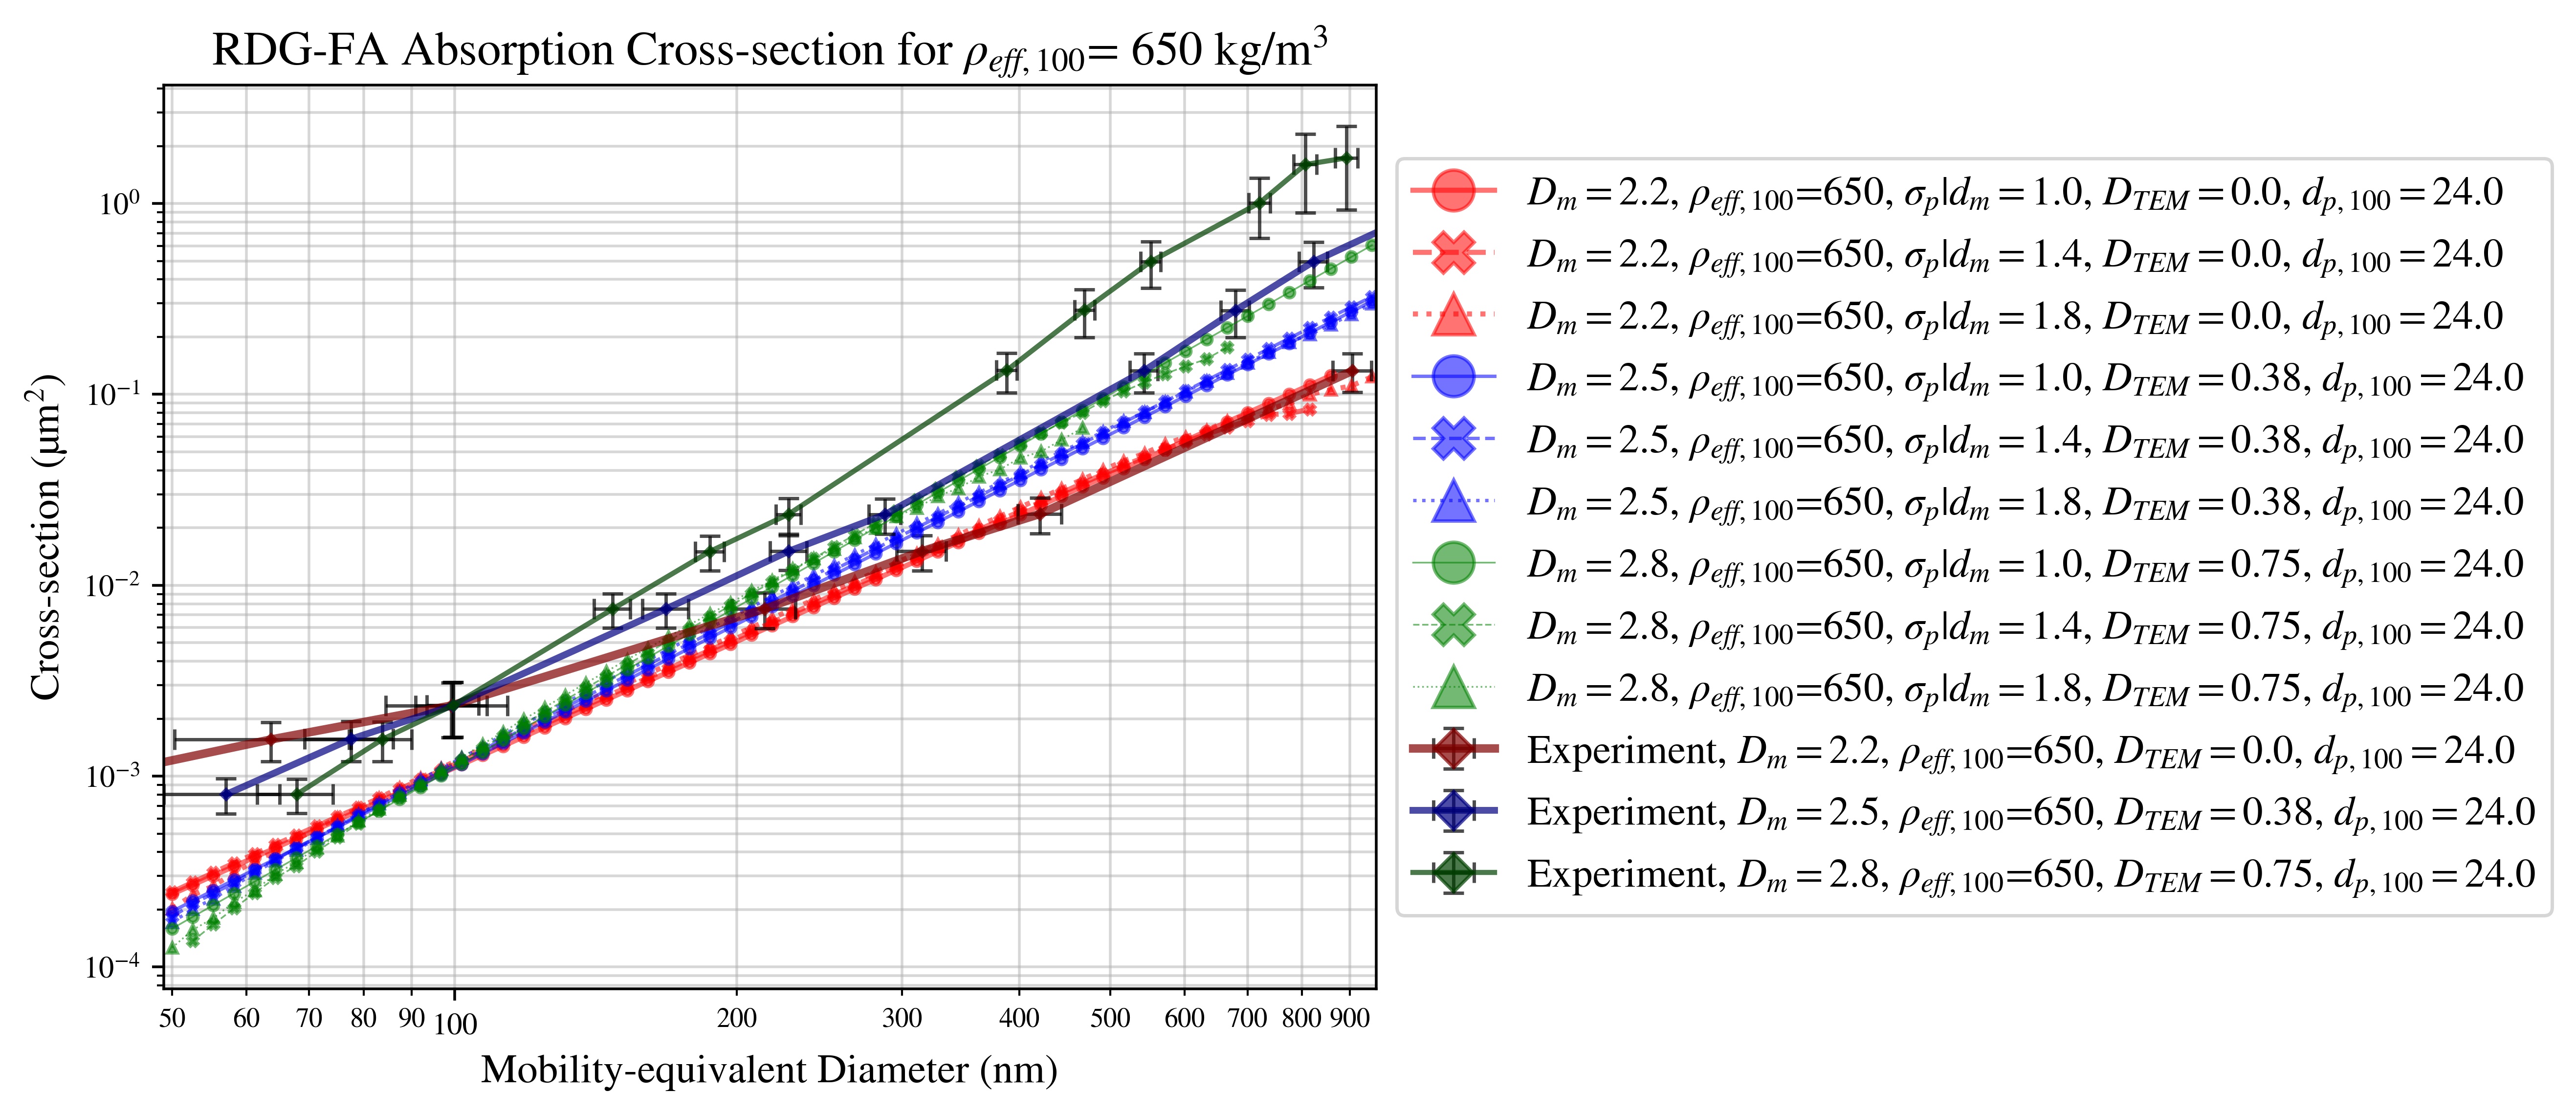 RDG-FA Absorption Cross-section for ρeff,100= 650 kg/m³
Cross-section (μm²)
10⁰
10⁻¹
10⁻²
10⁻³
10⁻⁴
50 60 70 80 90 100 200 300 400 500 600 700 800 900
Mobility-equivalent Diameter (nm)
Dm = 2.2, ρeff,100=650, σp|dm = 1.0, DTEM = 0.0, dp,100 = 24.0
Dm = 2.2, ρeff,100=650, σp|dm = 1.4, DTEM = 0.0, dp,100 = 24.0
Dm = 2.2, ρeff,100=650, σp|dm = 1.8, DTEM = 0.0, dp,100 = 24.0
Dm = 2.5, ρeff,100=650, σp|dm = 1.0, DTEM = 0.38, dp,100 = 24.0
Dm = 2.5, ρeff,100=650, σp|dm = 1.4, DTEM = 0.38, dp,100 = 24.0
Dm = 2.5, ρeff,100=650, σp|dm = 1.8, DTEM = 0.38, dp,100 = 24.0
Dm = 2.8, ρeff,100=650, σp|dm = 1.0, DTEM = 0.75, dp,100 = 24.0
Dm = 2.8, ρeff,100=650, σp|dm = 1.4, DTEM = 0.75, dp,100 = 24.0
Dm = 2.8, ρeff,100=650, σp|dm = 1.8, DTEM = 0.75, dp,100 = 24.0
Experiment, Dm = 2.2, ρeff,100=650, DTEM = 0.0, dp,100 = 24.0
Experiment, Dm = 2.5, ρeff,100=650, DTEM = 0.38, dp,100 = 24.0
Experiment, Dm = 2.8, ρeff,100=650, DTEM = 0.75, dp,100 = 24.0